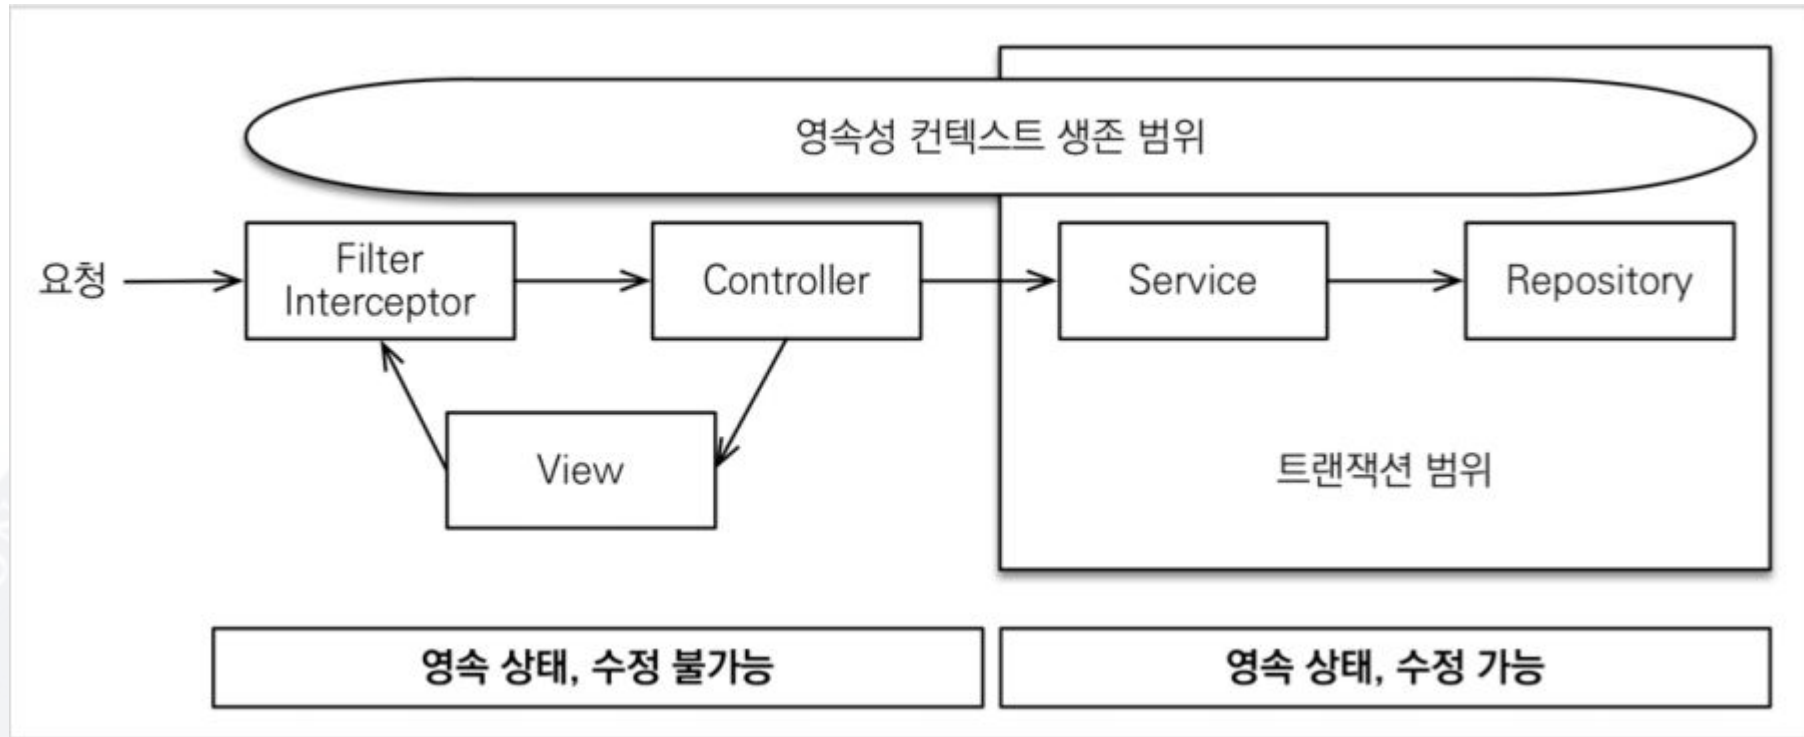 영속성 컨텍스트 생존 범위
요청
Filter
Interceptor
Controller
Service
Repository
View
트랜잭션 범위
영속 상태, 수정 불가능
영속 상태, 수정 가능